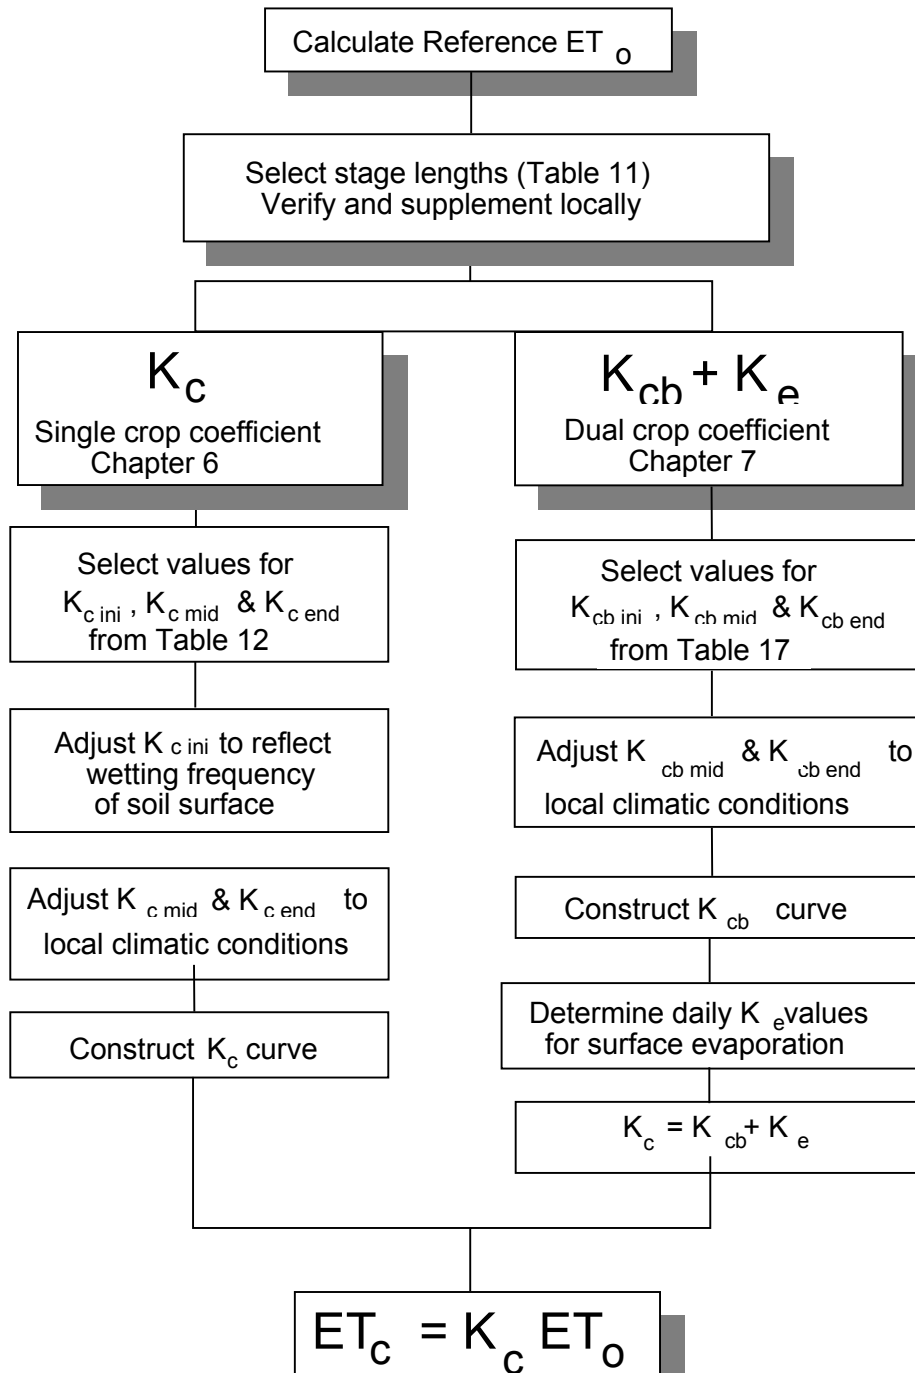 Calculate Reference ET o
Select stage lengths (Table 11)
Verify and supplement locally
Kc
Single crop coefficient
Chapter 6
Kcb + Ke
Dual crop coefficient
Chapter 7
Select values for
Kc ini , Kc mid & Kc end
from Table 12
Adjust K c ini to reflect
wetting frequency
of soil surface
Adjust K c mid & K c end to
local climatic conditions
Construct Kc curve
Select values for
Kcb ini , Kcb mid & Kcb end
from Table 17
Adjust K cb mid & K cb end to
local climatic conditions
Construct K cb curve
Determine daily K e values
for surface evaporation
Kc = K cb + K e
ETc = Kc ETo